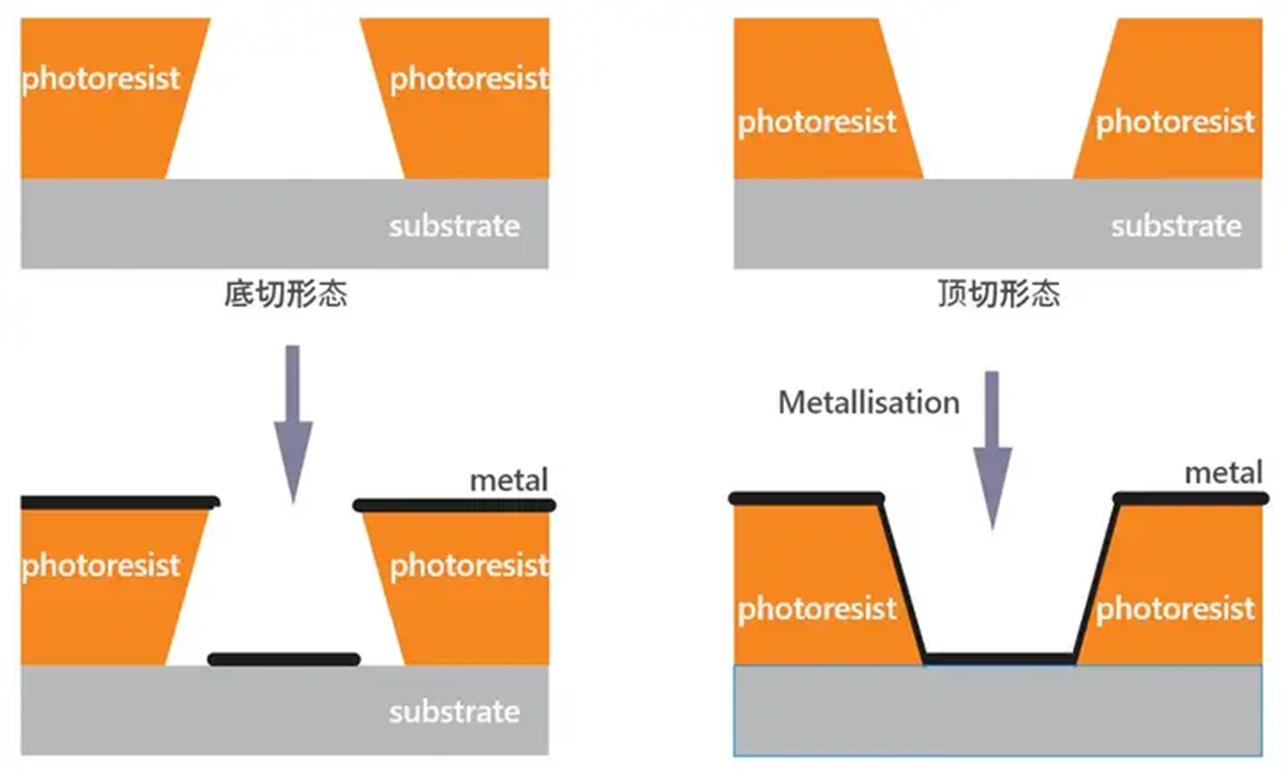 photoresist
photoresist
substrate
底切形态
photoresist
photoresist
substrate
顶切形态
metal
photoresist
photoresist
substrate
Metallisation
metal
photoresist
photoresist